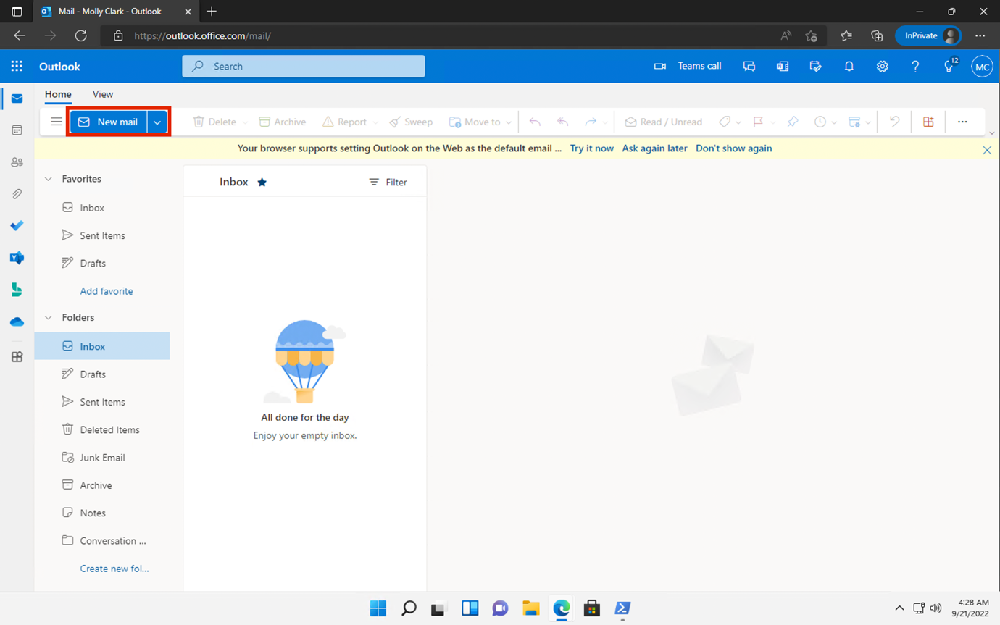 Mail - Molly Clark - Outlook
https://outlook.office.com/mail/
InPrivate
Outlook
Search
Teams call
12
MC
Home View
New mail Delete Archive Report Sweep Move to Read / Unread
Your browser supports setting Outlook on the Web as the default email ... Try it now Ask again later Don't show again
Favorites
Inbox
Sent Items
Drafts
Add favorite
Folders
Inbox
Drafts
Sent Items
Deleted Items
Junk Email
Archive
Notes
Conversation ...
Create new fol...
Inbox Filter
All done for the day
Enjoy your empty inbox.
4:28 AM
9/21/2022